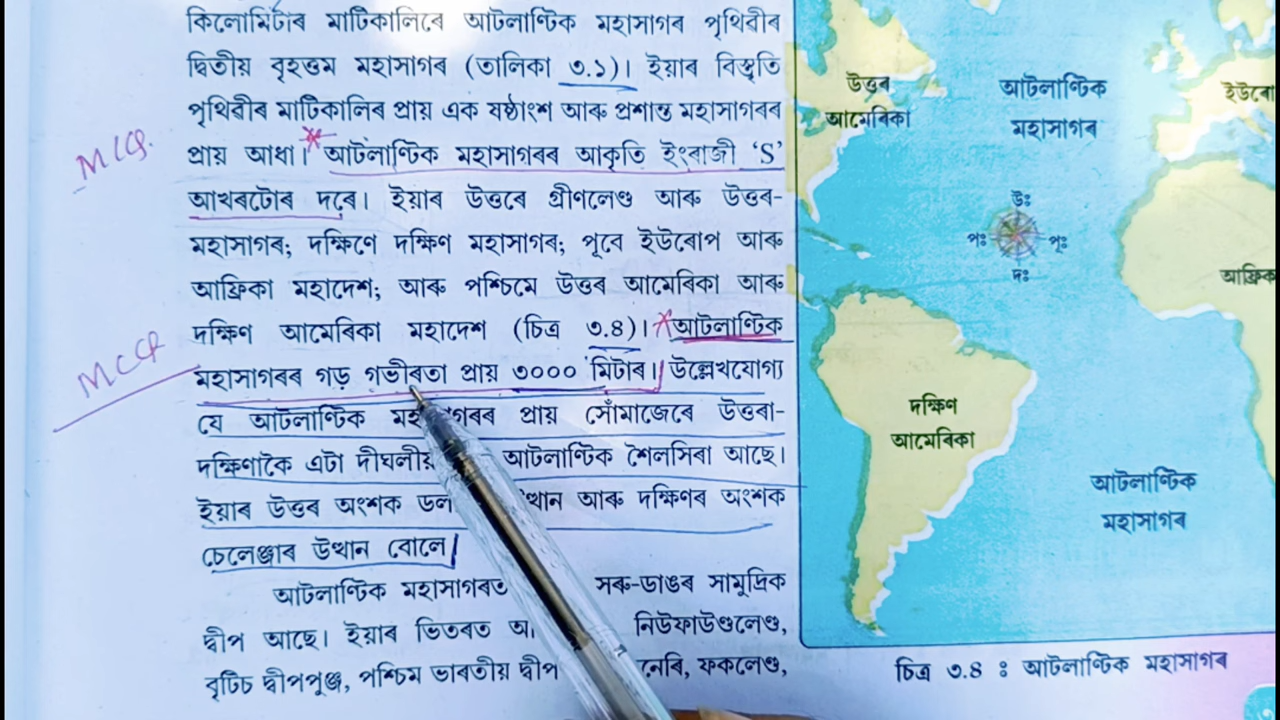 কিলোমিটাৰ মাটিকালিৰে আটলাণ্টিক মহাসাগৰ পৃথিৱীৰ
দ্বিতীয় বৃহত্তম মহাসাগৰ (তালিকা ৩.১)। ইয়াৰ বিস্তৃতি
পৃথিৱীৰ মাটিকালিৰ প্ৰায় এক ষষ্ঠাংশ আৰু প্ৰশান্ত মহাসাগৰৰ
MCQ.
প্ৰায় আধা। আটলাণ্টিক মহাসাগৰৰ আকৃতি ইংৰাজী ‘S’
আখৰটোৰ দৰে। ইয়াৰ উত্তৰে গ্ৰীণলেণ্ড আৰু উত্তৰ-
মহাসাগৰ; দক্ষিণে দক্ষিণ মহাসাগৰ; পূবে ইউৰোপ আৰু
আফ্ৰিকা মহাদেশ; আৰু পশ্চিমে উত্তৰ আমেৰিকা আৰু
দক্ষিণ আমেৰিকা মহাদেশ (চিত্ৰ ৩.৪)। আটলাণ্টিক
MCQ
মহাসাগৰৰ গড় গভীৰতা প্ৰায় ৩০০০ মিটাৰ। উল্লেখযোগ্য
যে আটলাণ্টিক প্ৰায় সোঁমাজেৰে উত্তৰা-
দক্ষিণাকৈ এটা দীঘলীয়া আটলাণ্টিক শৈলসিৰা আছে।
ইয়াৰ উত্তৰ অংশক আৰু দক্ষিণৰ অংশক
চেলেঞ্জাৰ উত্থান বোলে।
আটলাণ্টিক মহাসাগৰত সৰু-ডাঙৰ সামুদ্ৰিক
দ্বীপ আছে। ইয়াৰ ভিতৰত নিউফাউণ্ডলেণ্ড,
বৃটিচ দ্বীপপুঞ্জ, পশ্চিম ভাৰতীয় দ্বীপ ফকলেণ্ড,
উত্তৰ
আমেৰিকা
আটলাণ্টিক
মহাসাগৰ
ইউৰো
উঃ
পঃ
পূঃ
দঃ
আফ্ৰিক
দক্ষিণ
আমেৰিকা
আটলাণ্টিক
মহাসাগৰ
চিত্ৰ ৩.৪ : আটলাণ্টিক মহাসাগৰ